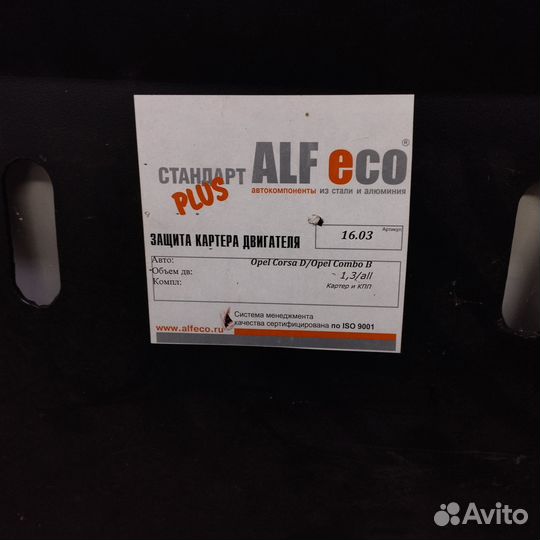 СТАНДАРТ ALF eco®
PLUS
автокомпоненты из стали и алюминия
Артикул
ЗАЩИТА КАРТЕРА ДВИГАТЕЛЯ 16.03
Авто: Opel Corsa D/Opel Combo B
Объем дв: 1,3/all
Компл: Картер и КПП
Система менеджмента
www.alfeco.ru качества сертифицирована по ISO 9001
Avito